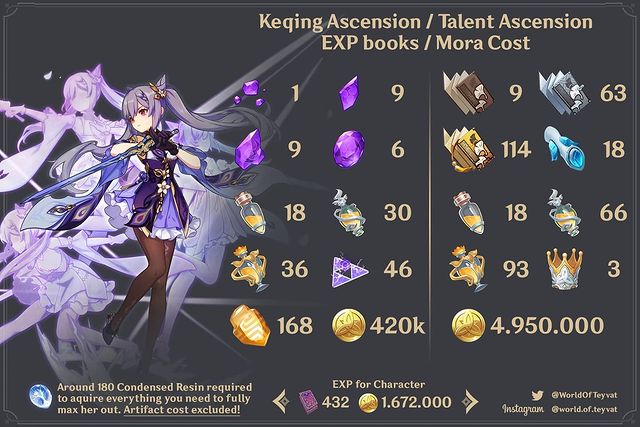 Keqing Ascension / Talent Ascension
EXP books / Mora Cost
1 9 9 63
9 6 114 18
18 30 18 66
36 46 93 3
168 420k 4.950.000
Around 180 Condensed Resin required
to aquire everything you need to fully
max her out. Artifact cost excluded!
EXP for Character
432 1.672.000
@WorldOfTeyvat
Instagram @world.of.teyvat